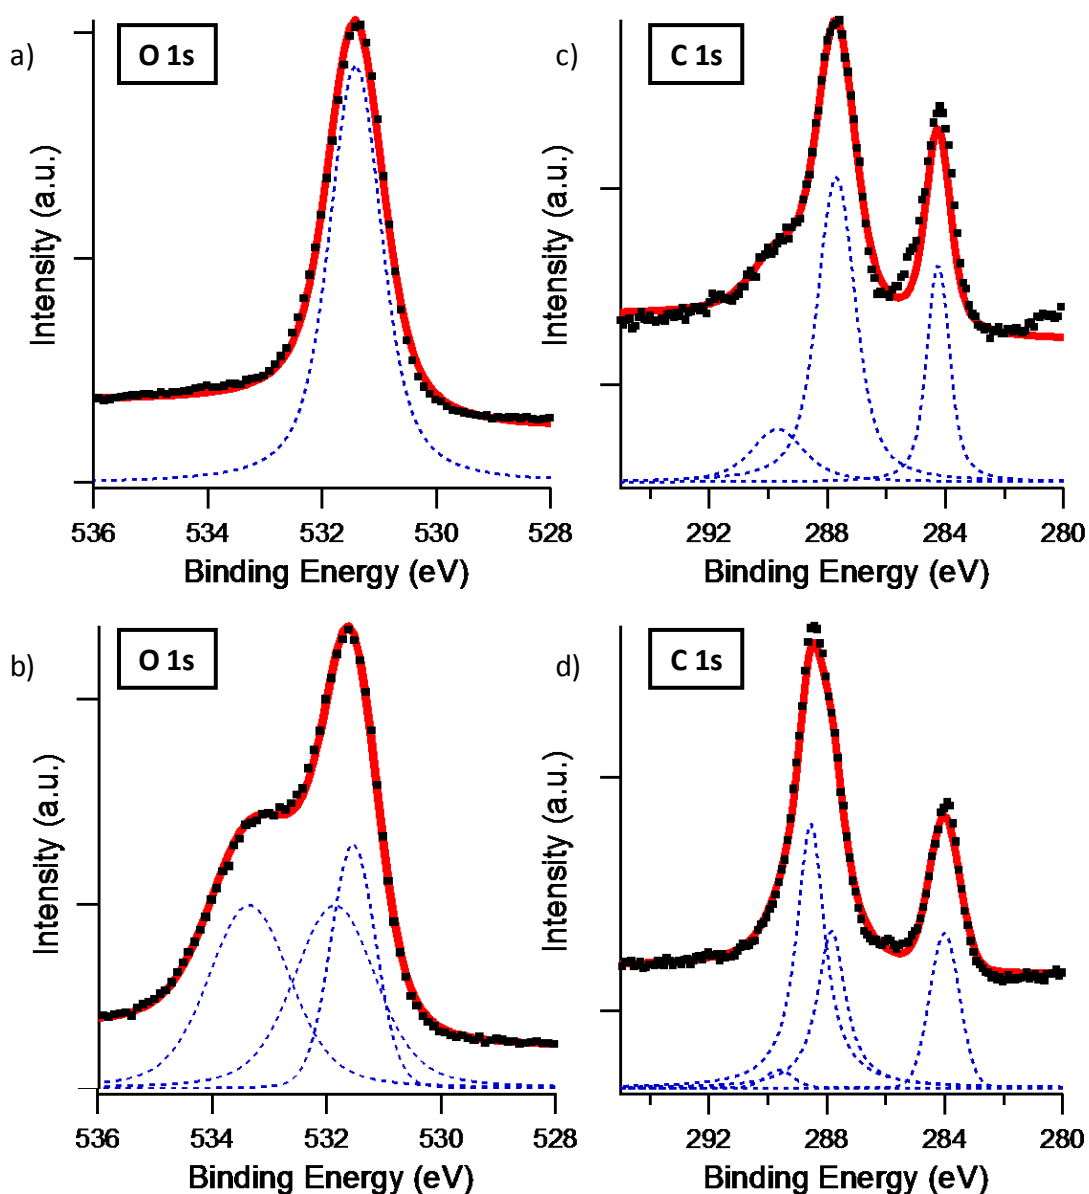 a)
O 1s
Intensity (a.u.)
536 534 532 530 528
Binding Energy (eV)
c)
C 1s
Intensity (a.u.)
292 288 284 280
Binding Energy (eV)
b)
O 1s
Intensity (a.u.)
536 534 532 530 528
Binding Energy (eV)
d)
C 1s
Intensity (a.u.)
292 288 284 280
Binding Energy (eV)